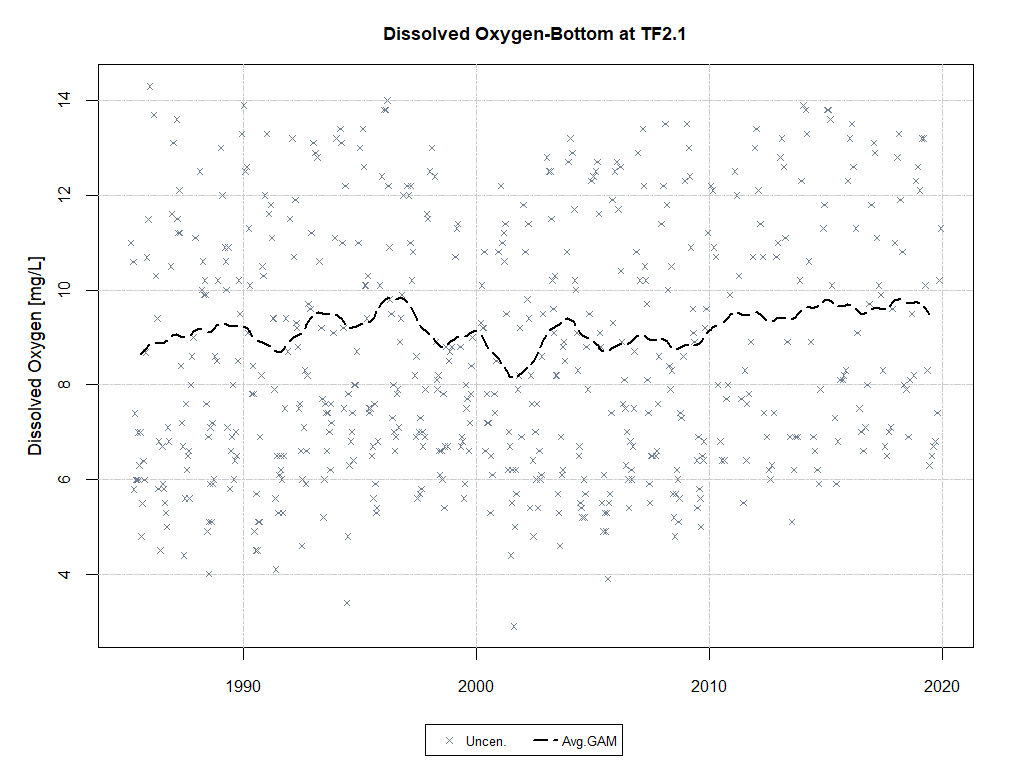 Dissolved Oxygen-Bottom at TF2.1
Dissolved Oxygen [mg/L]
14
12
10
8
6
4
1990
2000
2010
2020
Uncen.
Avg.GAM